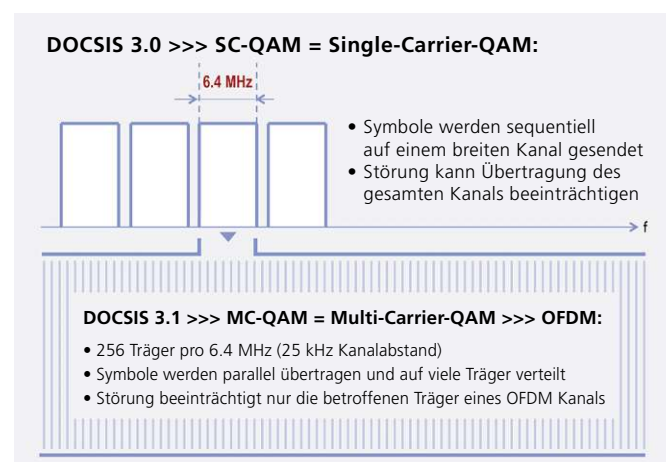 DOCSIS 3.0 >>> SC-QAM = Single-Carrier-QAM:
6.4 MHz
• Symbole werden sequentiell
auf einem breiten Kanal gesendet
• Störung kann Übertragung des
gesamten Kanals beeinträchtigen
f
DOCSIS 3.1 >>> MC-QAM = Multi-Carrier-QAM >>> OFDM:
• 256 Träger pro 6.4 MHz (25 kHz Kanalabstand)
• Symbole werden parallel übertragen und auf viele Träger verteilt
• Störung beeinträchtigt nur die betroffenen Träger eines OFDM Kanals